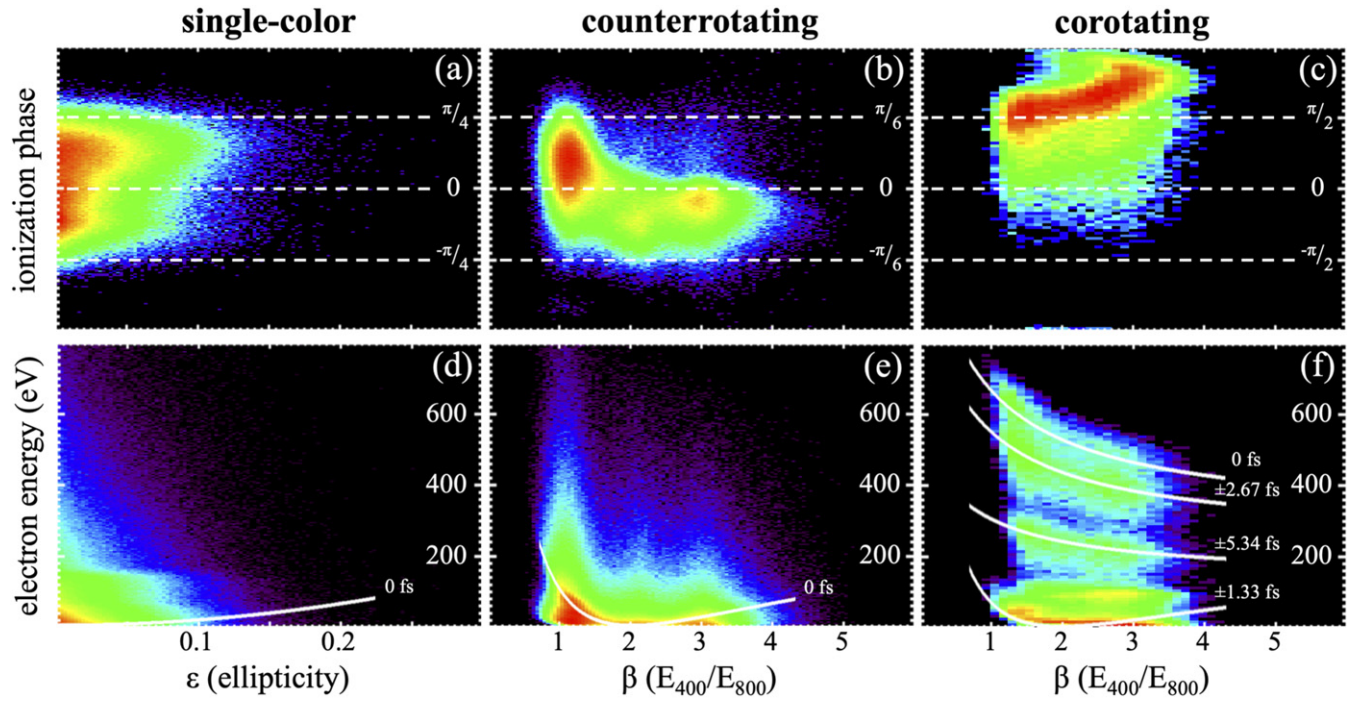 single-color counterrotating corotating
(a) (b) (c)
ionization phase
π/4 π/6 π/2
0 0 0
-π/4 -π/6 -π/2
(d) (e) (f)
electron energy (eV)
600 600 600
400 400 400
200 200 200
0 fs 0 fs 0 fs
±2.67 fs
±5.34 fs
±1.33 fs
0.1 0.2 1 2 3 4 5 1 2 3 4 5
ε (ellipticity) β (E400/E800) β (E400/E800)